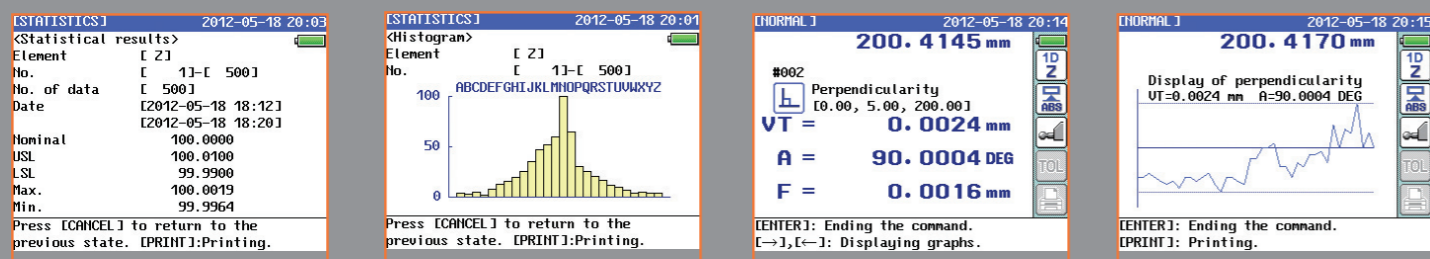 [STATISTICS] 2012-05-18 20:03
<Statistical results>
Element [ Z]
No. [ 1]-[ 500]
No. of data [ 500]
Date [2012-05-18 18:12]
[2012-05-18 18:20]
Nominal 100.0000
USL 100.0100
LSL 99.9900
Max. 100.0019
Min. 99.9964
Press [CANCEL] to return to the
previous state. [PRINT]:Printing.
[STATISTICS] 2012-05-18 20:01
<Histogram>
Element [ Z]
No. [ 1]-[ 500]
ABCDEFGHIJKLMNOPQRSTUVWXYZ
100
50
0
Press [CANCEL] to return to the
previous state. [PRINT]:Printing.
[NORMAL ] 2012-05-18 20:14
200.4145 mm
1D
Z
#002
Perpendicularity
[0.00, 5.00, 200.00]
ABS
VT = 0.0024 mm
A = 90.0004 DEG
TOL
F = 0.0016 mm
[ENTER]: Ending the command.
[→],[←]: Displaying graphs.
[NORMAL ] 2012-05-18 20:15
200.4170 mm
1D
Z
Display of perpendicularity
VT=0.0024 mm A=90.0004 DEG
ABS
TOL
[ENTER]: Ending the command.
[PRINT]: Printing.